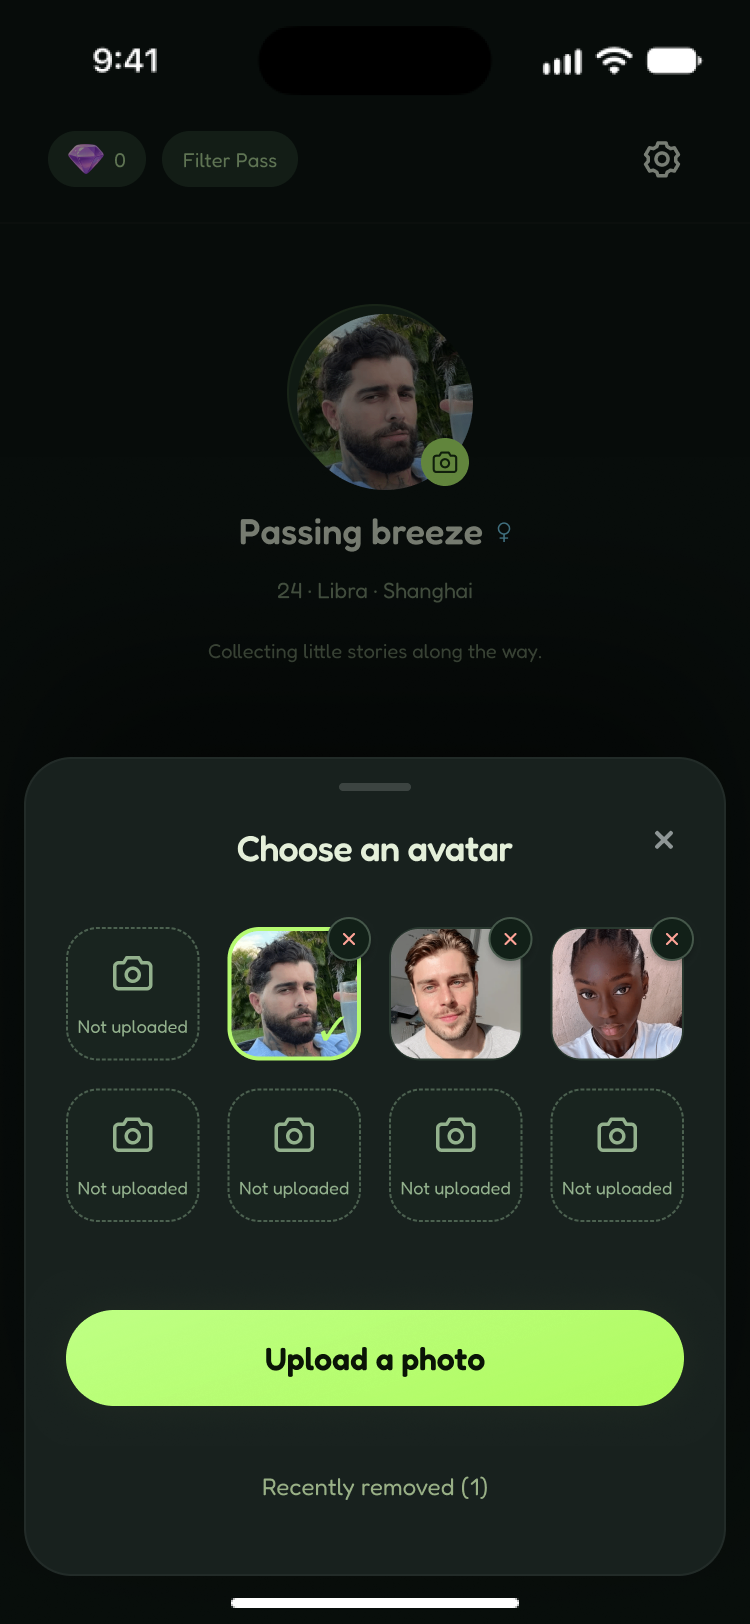 9:41
0
Filter Pass
Passing breeze ♀
24 · Libra · Shanghai
Collecting little stories along the way.
Choose an avatar
Not uploaded
Not uploaded
Not uploaded
Not uploaded
Not uploaded
Upload a photo
Recently removed (1)